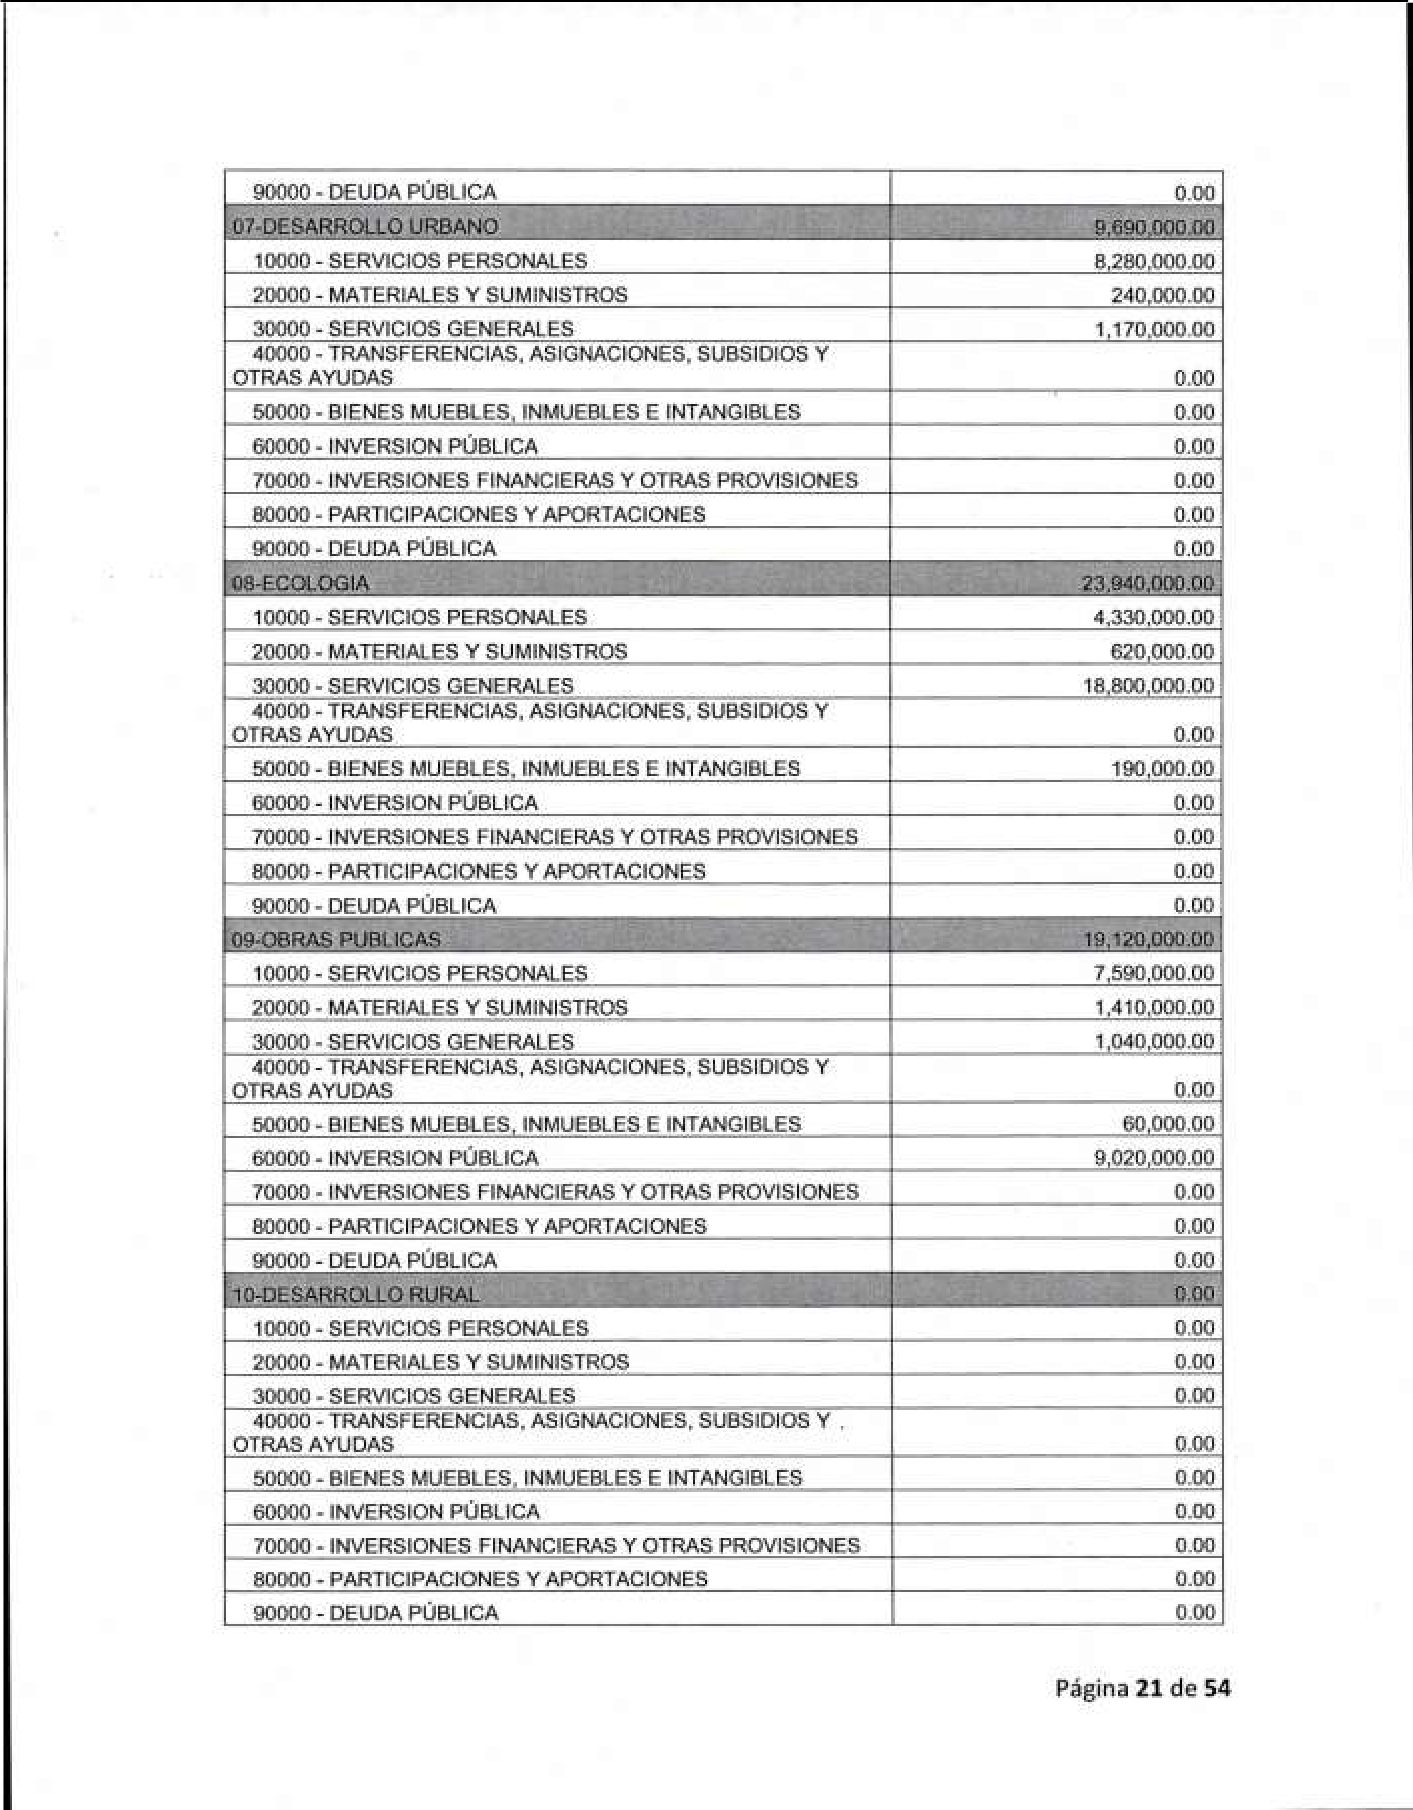 90000 - DEUDA PÚBLICA 0.00
07-DESARROLLO URBANO 9,690,000.00
10000 - SERVICIOS PERSONALES 8,280,000.00
20000 - MATERIALES Y SUMINISTROS 240,000.00
30000 - SERVICIOS GENERALES 1,170,000.00
40000 - TRANSFERENCIAS, ASIGNACIONES, SUBSIDIOS Y
OTRAS AYUDAS 0.00
50000 - BIENES MUEBLES, INMUEBLES E INTANGIBLES 0.00
60000 - INVERSION PÚBLICA 0.00
70000 - INVERSIONES FINANCIERAS Y OTRAS PROVISIONES 0.00
80000 - PARTICIPACIONES Y APORTACIONES 0.00
90000 - DEUDA PÚBLICA 0.00
08-ECOLOGIA 23,940,000.00
10000 - SERVICIOS PERSONALES 4,330,000.00
20000 - MATERIALES Y SUMINISTROS 620,000.00
30000 - SERVICIOS GENERALES 18,800,000.00
40000 - TRANSFERENCIAS, ASIGNACIONES, SUBSIDIOS Y
OTRAS AYUDAS 0.00
50000 - BIENES MUEBLES, INMUEBLES E INTANGIBLES 190,000.00
60000 - INVERSION PÚBLICA 0.00
70000 - INVERSIONES FINANCIERAS Y OTRAS PROVISIONES 0.00
80000 - PARTICIPACIONES Y APORTACIONES 0.00
90000 - DEUDA PÚBLICA 0.00
09-OBRAS PUBLICAS 19,120,000.00
10000 - SERVICIOS PERSONALES 7,590,000.00
20000 - MATERIALES Y SUMINISTROS 1,410,000.00
30000 - SERVICIOS GENERALES 1,040,000.00
40000 - TRANSFERENCIAS, ASIGNACIONES, SUBSIDIOS Y
OTRAS AYUDAS 0.00
50000 - BIENES MUEBLES, INMUEBLES E INTANGIBLES 60,000.00
60000 - INVERSION PÚBLICA 9,020,000.00
70000 - INVERSIONES FINANCIERAS Y OTRAS PROVISIONES 0.00
80000 - PARTICIPACIONES Y APORTACIONES 0.00
90000 - DEUDA PÚBLICA 0.00
10-DESARROLLO RURAL 0.00
10000 - SERVICIOS PERSONALES 0.00
20000 - MATERIALES Y SUMINISTROS 0.00
30000 - SERVICIOS GENERALES 0.00
40000 - TRANSFERENCIAS, ASIGNACIONES, SUBSIDIOS Y
OTRAS AYUDAS 0.00
50000 - BIENES MUEBLES, INMUEBLES E INTANGIBLES 0.00
60000 - INVERSION PÚBLICA 0.00
70000 - INVERSIONES FINANCIERAS Y OTRAS PROVISIONES 0.00
80000 - PARTICIPACIONES Y APORTACIONES 0.00
90000 - DEUDA PÚBLICA 0.00
Página 21 de 54